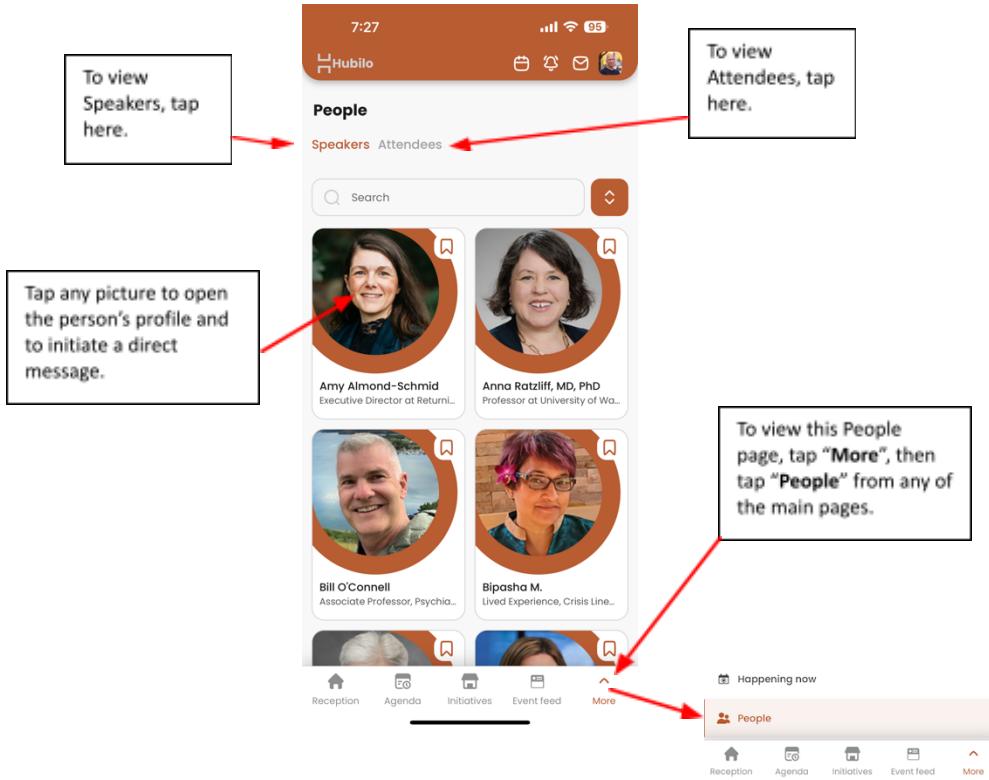 7:27
95
Hubilo
To view
Speakers, tap
here.
To view
Attendees, tap
here.
People
Speakers Attendees
Search
Tap any picture to open
the person's profile and
to initiate a direct
message.
Amy Almond-Schmid
Executive Director at Returni...
Anna Ratzliff, MD, PhD
Professor at University of Wa...
To view this People
page, tap "More", then
tap "People" from any of
the main pages.
Bill O'Connell
Associate Professor, Psychia...
Bipasha M.
Lived Experience, Crisis Line...
Reception
Agenda
Initiatives
Event feed
More
Happening now
People
Reception
Agenda
Initiatives
Event feed
More